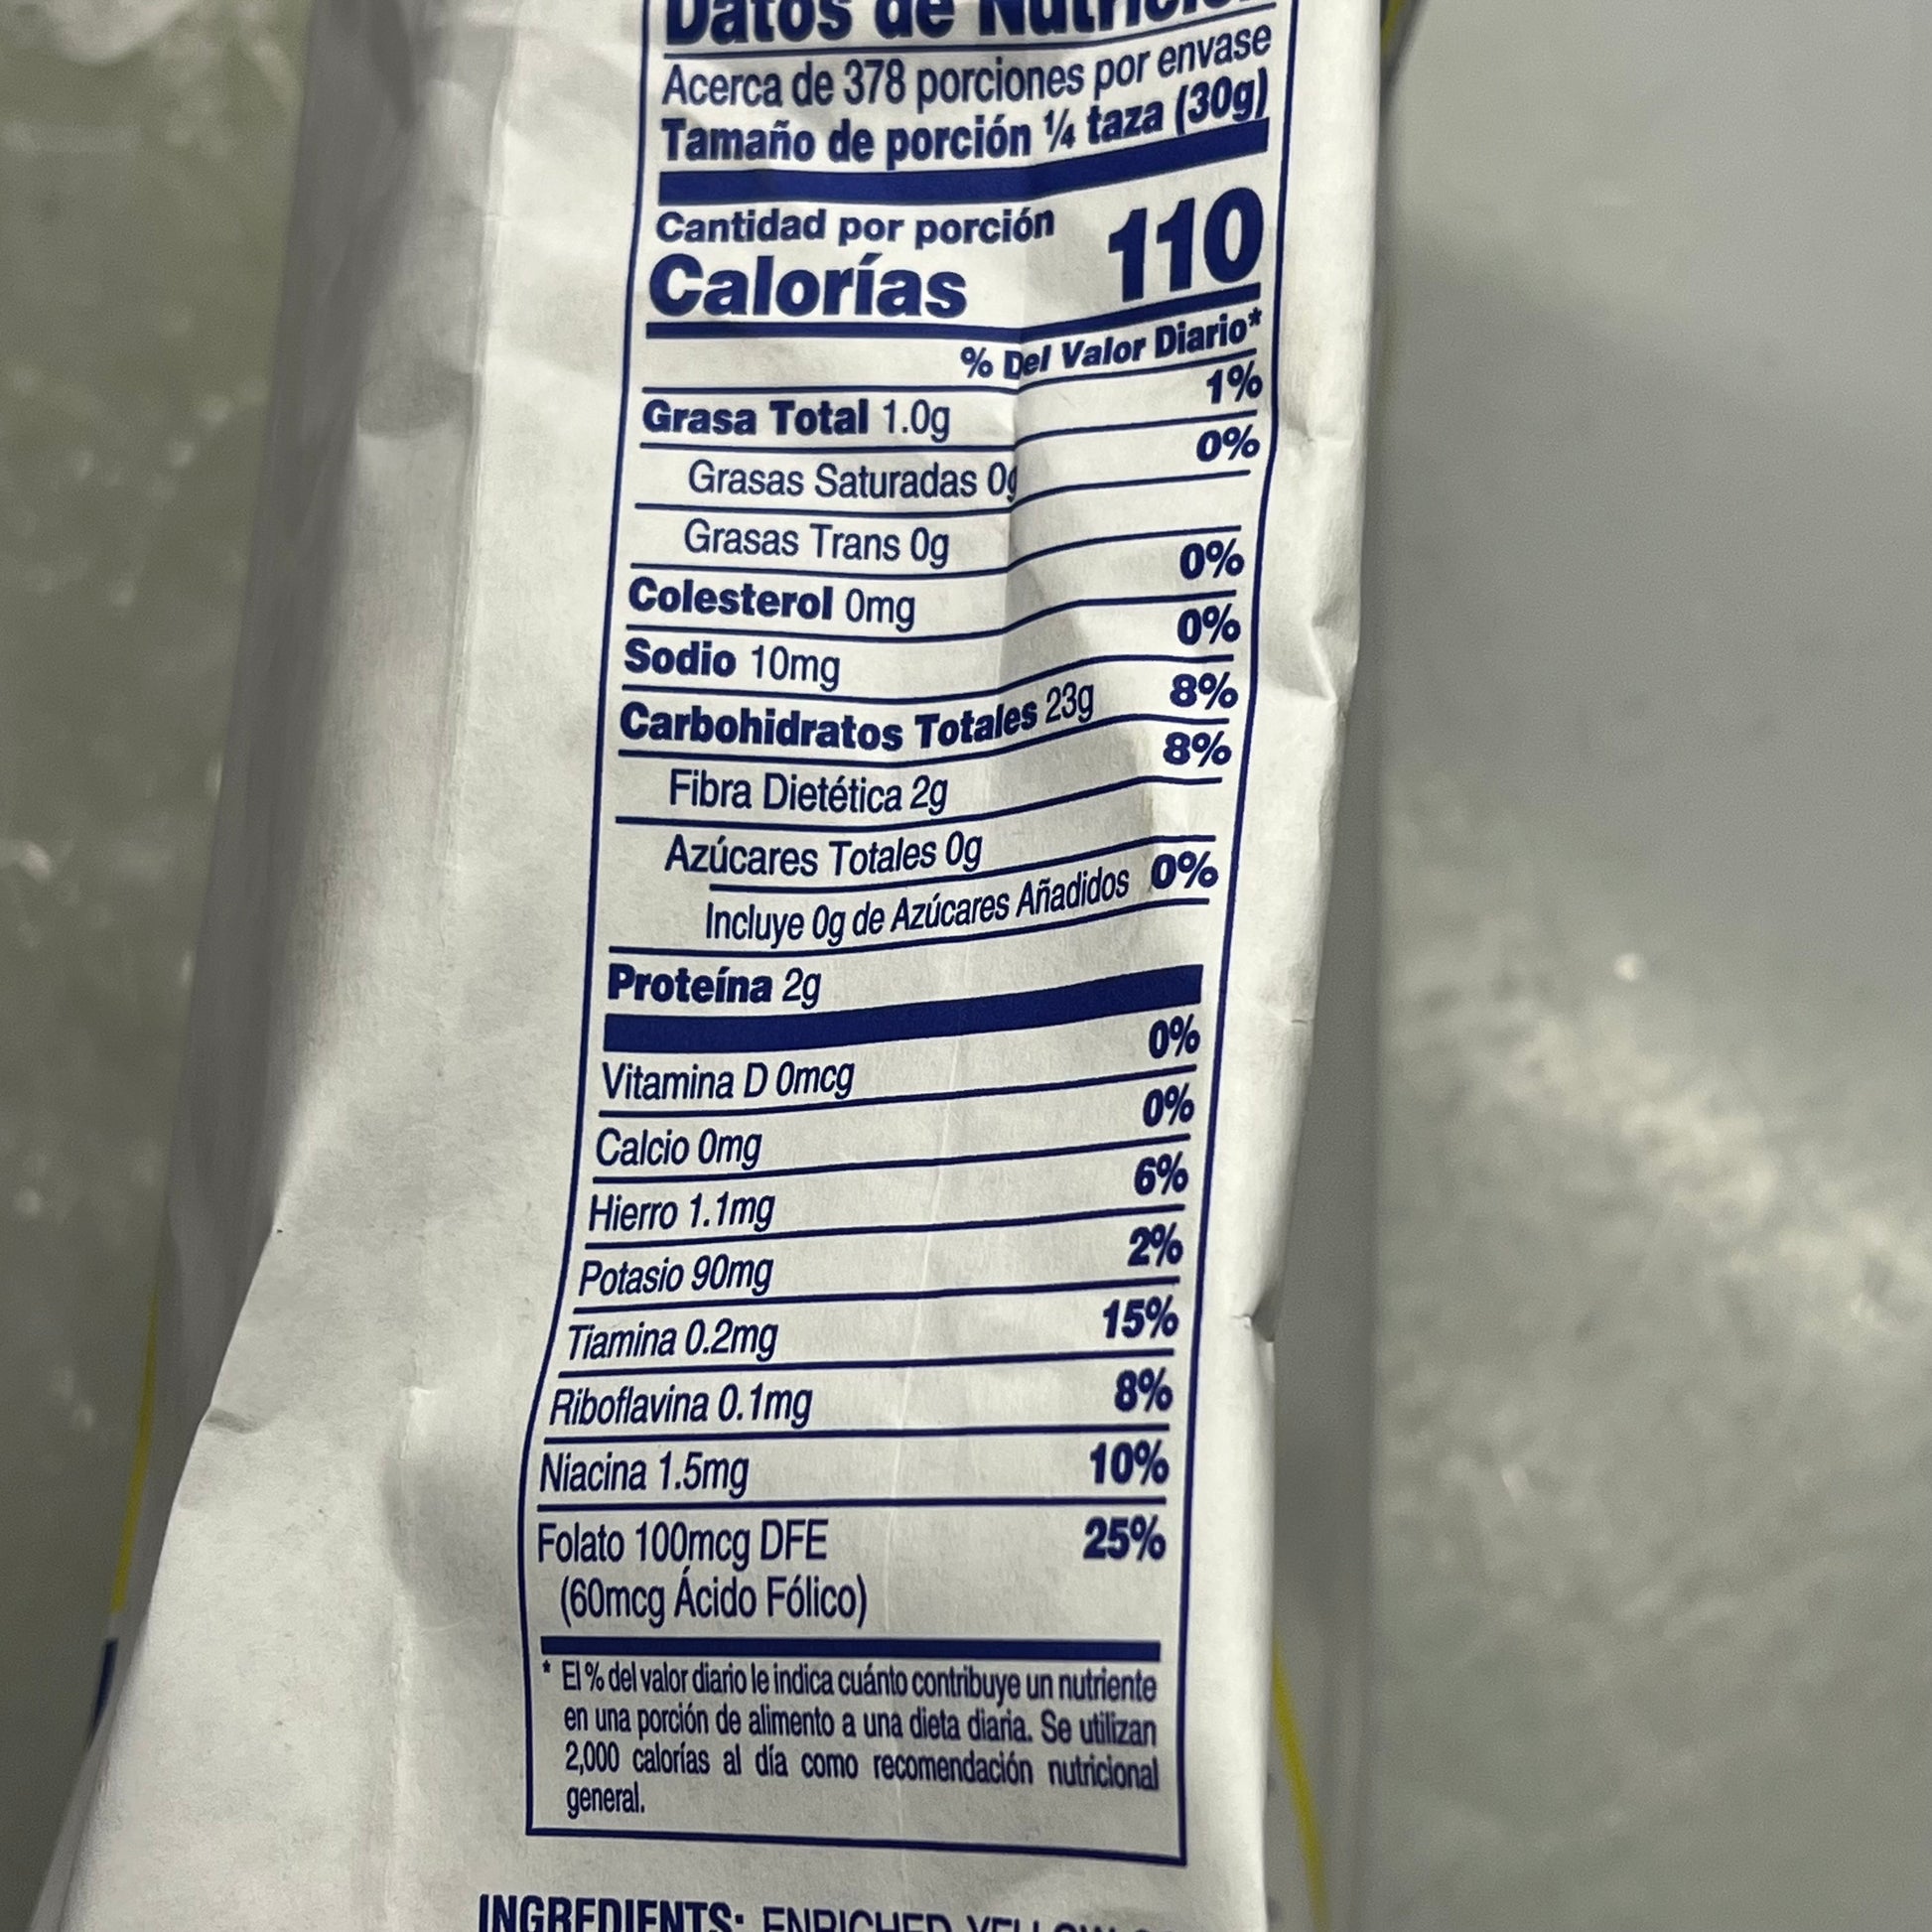 Datos de Nutrición
Acerca de 378 porciones por envase
Tamaño de porción ¼ taza (30g)
Cantidad por porción
Calorías 110
% Del Valor Diario*
Grasa Total 1.0g 1%
Grasas Saturadas 0g 0%
Grasas Trans 0g
Colesterol 0mg 0%
Sodio 10mg 0%
Carbohidratos Totales 23g 8%
Fibra Dietética 2g 8%
Azúcares Totales 0g
Incluye 0g de Azúcares Añadidos 0%
Proteína 2g
Vitamina D 0mcg 0%
Calcio 0mg 0%
Hierro 1.1mg 6%
Potasio 90mg 2%
Tiamina 0.2mg 15%
Riboflavina 0.1mg 8%
Niacina 1.5mg 10%
Folato 100mcg DFE 25%
(60mcg Ácido Fólico)
* El % del valor diario le indica cuánto contribuye un nutriente
en una porción de alimento a una dieta diaria. Se utilizan
2,000 calorías al día como recomendación nutricional
general.
INGREDIENTS: ENRICHED YELLOW